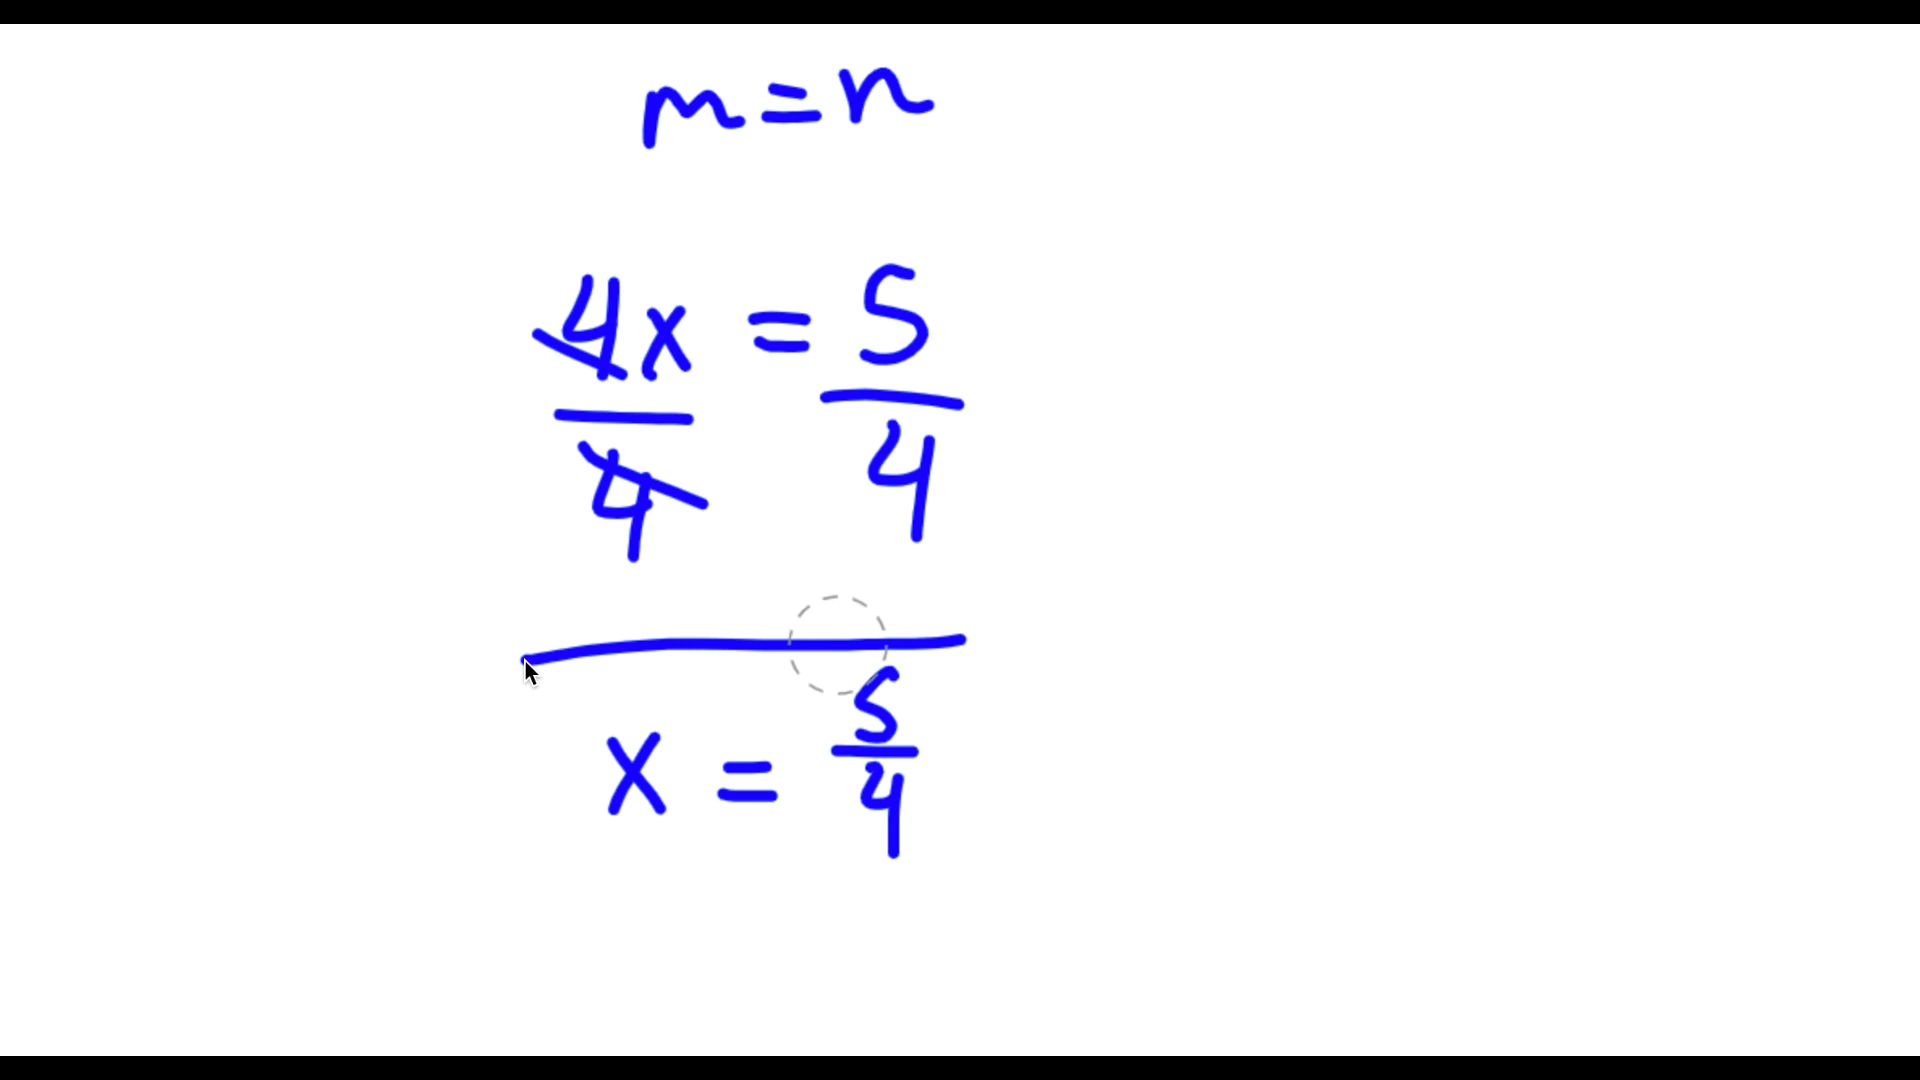 m = n
4x = 5
4 4
x = 5/4